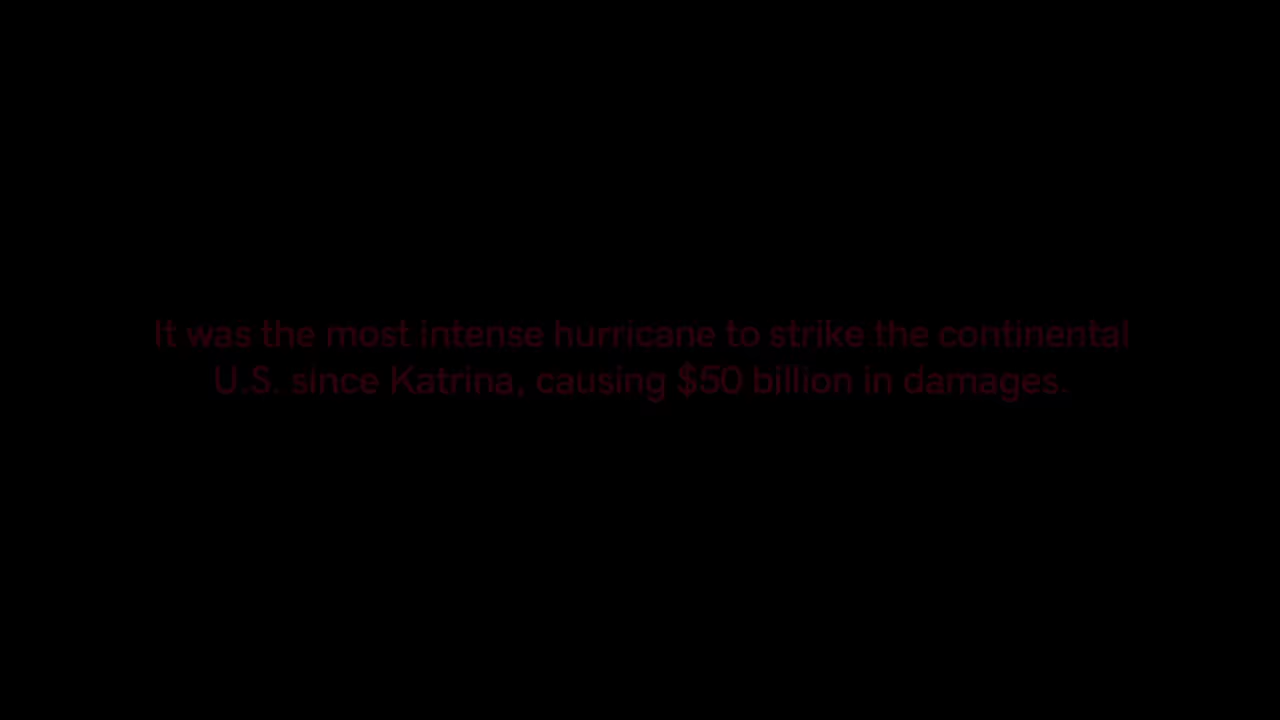 It was the most intense hurricane to strike the continental
U.S. since Katrina, causing $50 billion in damages.